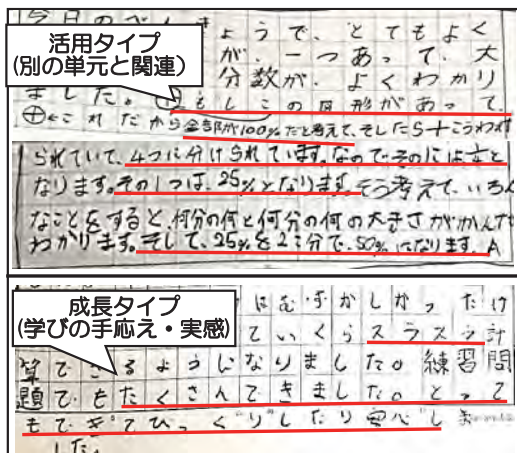 今日の
ようで、とてもよく
活用タイプ
(別の単元と関連)
が、一つあって、大
分数が、よくわかり
ました。⊕もしこの図形があって、
⊕←これだから全部が100%だと考えて、そしたら
られていて、4つに分けられています。なのでその1こは
なります。その1つは、25%となります。そう考えて、いろん
なことをすると、何分の何と何分の何の大きさがかんたんに
わかります。そして、25%を2こ分で、50%になります。A
成長タイプ
(学びの手応え・実感)
はむずかしかったけ
ていくらスラスラ計
算できるようになりました。練習問
題でもたくさんできました。とって
もできてびっくりしたり安心しま
した。